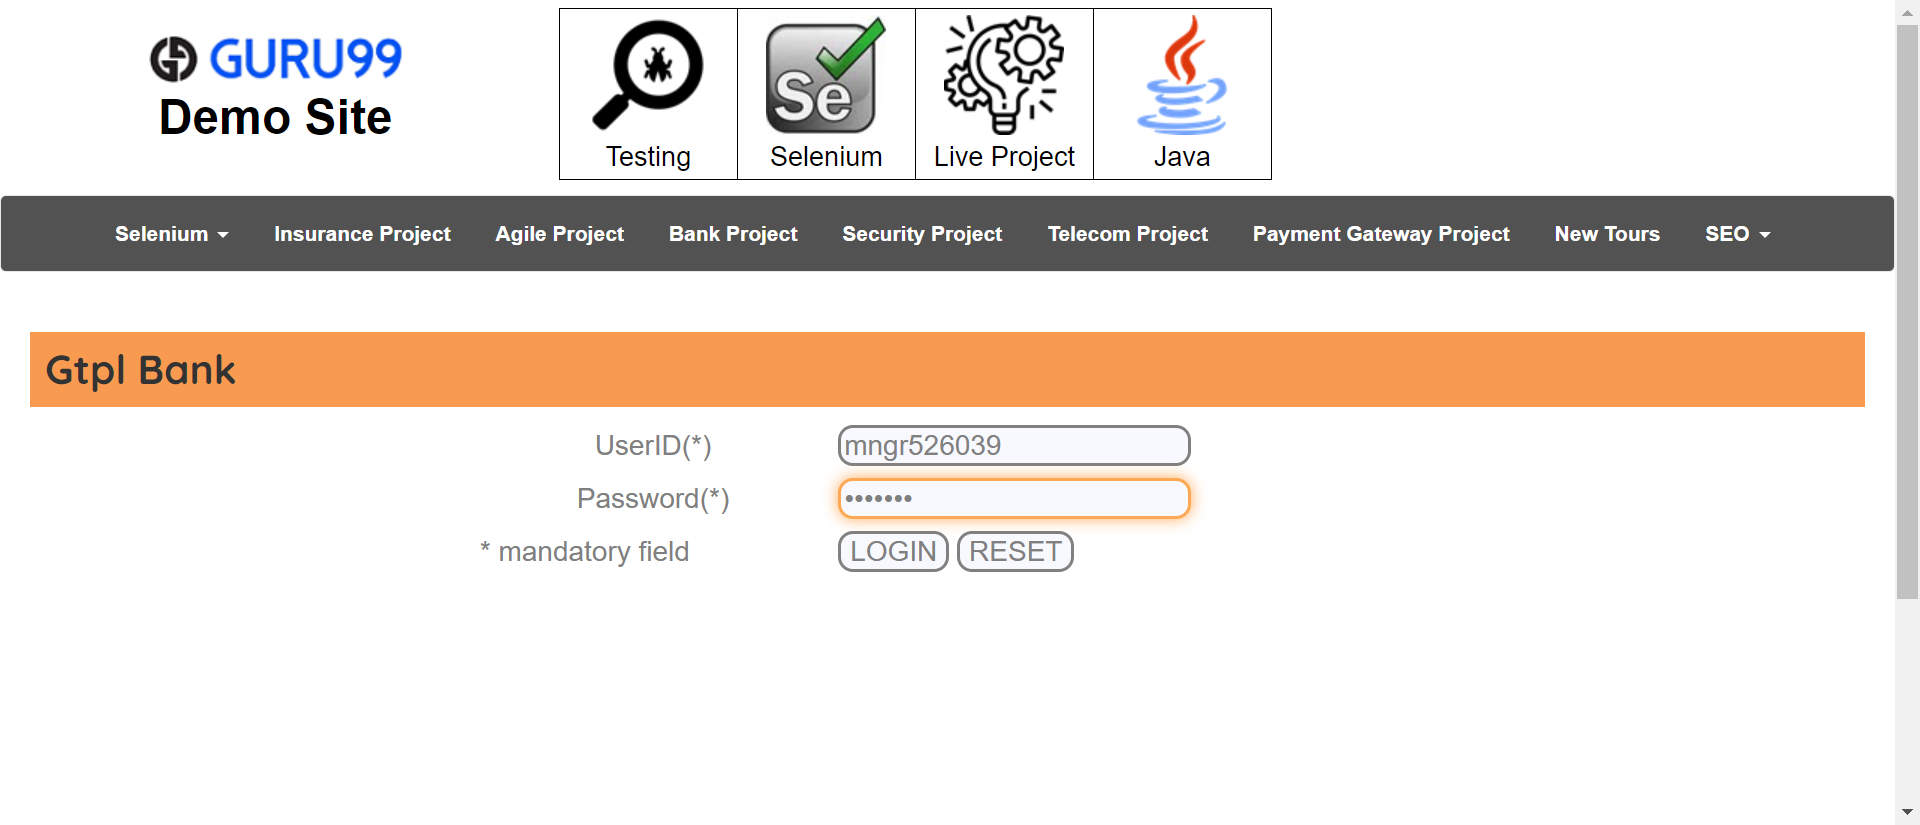 GURU99
Demo Site
Se
Testing
Selenium
Live Project
Java
Selenium
Insurance Project
Agile Project
Bank Project
Security Project
Telecom Project
Payment Gateway Project
New Tours
SEO
Gtpl Bank
UserID(*)
mngr526039
Password(*)
•••••••
* mandatory field
LOGIN
RESET